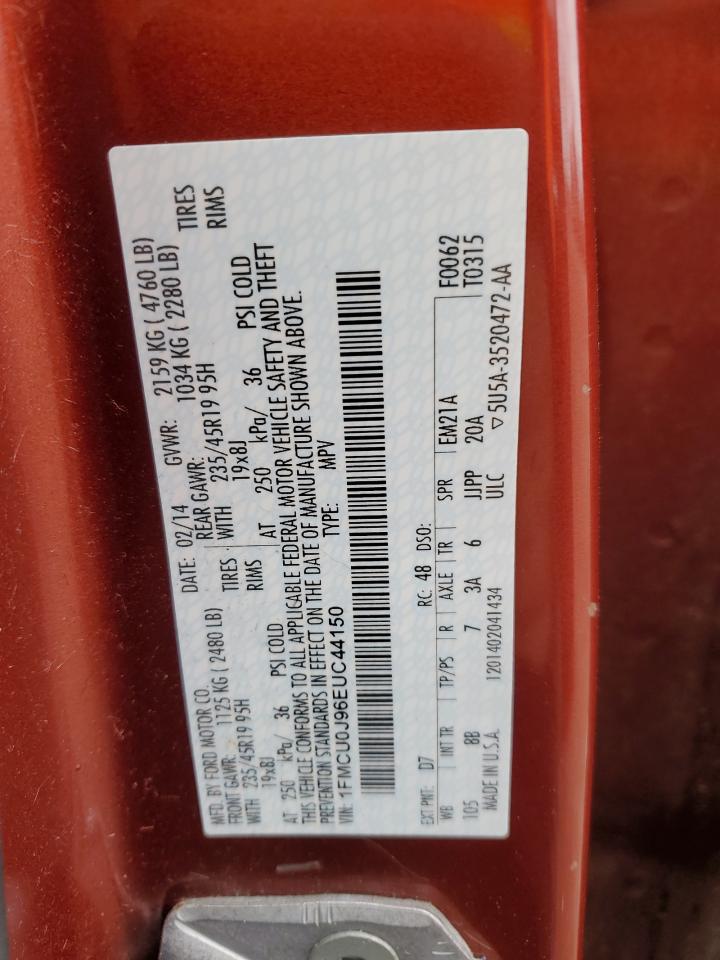 MFD. BY FORD MOTOR CO. DATE: 02/14 GVWR: 2159 KG ( 4760 LB)
FRONT GAWR: 1125 KG ( 2480 LB) REAR GAWR: 1034 KG ( 2280 LB)
WITH 235/45R19 95H TIRES WITH 235/45R19 95H TIRES
19x8J RIMS 19x8J RIMS
AT 250 kPa/ 36 PSI COLD AT 250 kPa/ 36 PSI COLD
THIS VEHICLE CONFORMS TO ALL APPLICABLE FEDERAL MOTOR VEHICLE SAFETY AND THEFT
PREVENTION STANDARDS IN EFFECT ON THE DATE OF MANUFACTURE SHOWN ABOVE.
VIN: 1FMCU0J96EUC44150 TYPE: MPV
EXT PNT: D7 RC: 48 DSO: F0062
WB INT TR TP/PS R AXLE TR SPR EM21A T0315
105 8B 7 3A 6 JJPP 20A
MADE IN U.S.A. 1201402041434 ULC ▽5U5A-3520472-AA